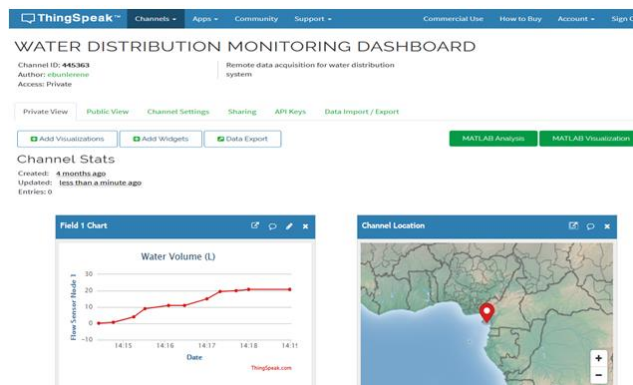 ThingSpeak™ Channels Apps Community Support Commercial Use How to Buy Account Sign O
WATER DISTRIBUTION MONITORING DASHBOARD
Channel ID: 445363
Author: ebunlerene
Access: Private
Remote data acquisition for water distribution
system
Private View Public View Channel Settings Sharing API Keys Data Import / Export
Add Visualizations Add Widgets Data Export MATLAB Analysis MATLAB Visualization
Channel Stats
Created: 4 months ago
Updated: less than a minute ago
Entries: 0
Field 1 Chart
Water Volume (L)
Flow Sensor Node 1
30
20
10
0
-10
14:15 14:16 14:17 14:18 14:1
Date
ThingSpeak.com
Channel Location
+
-